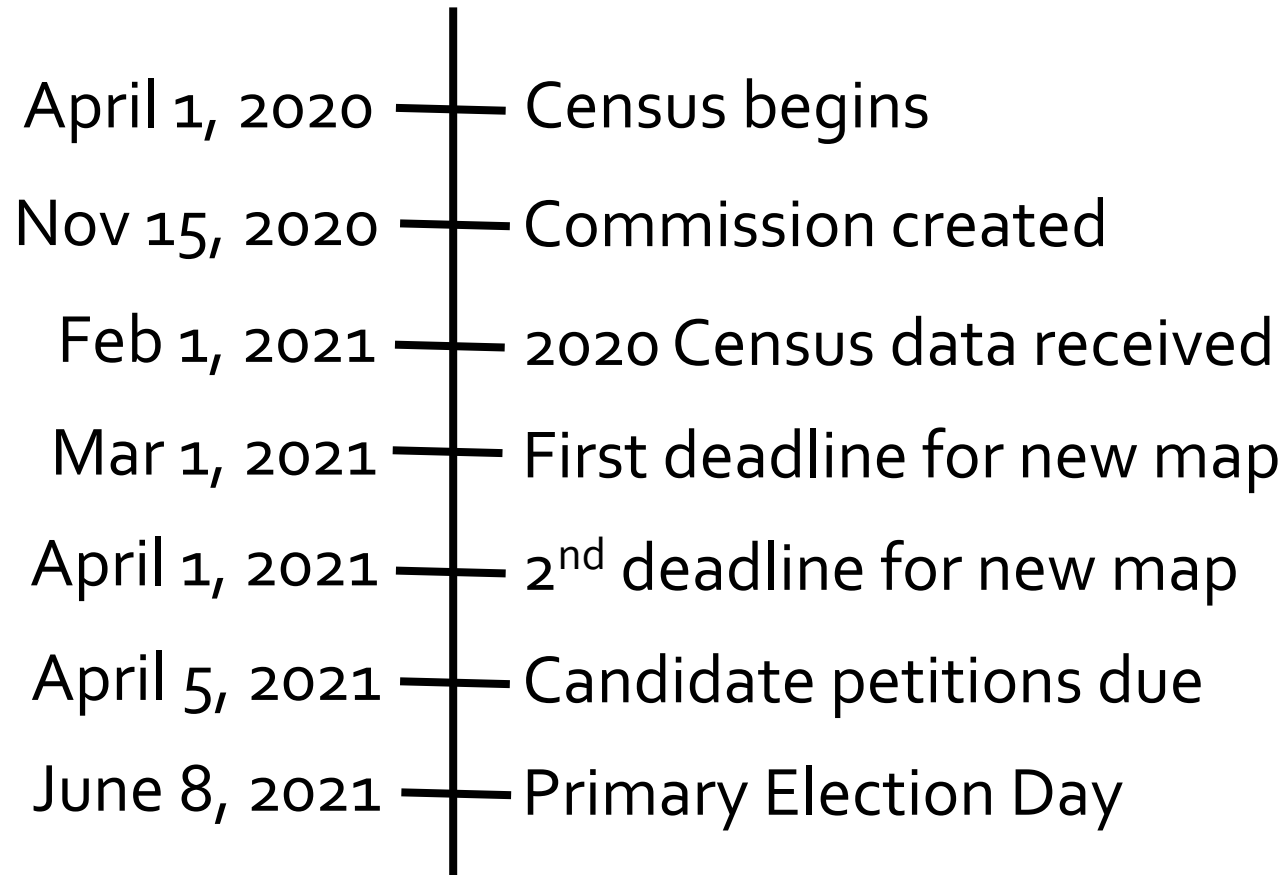 April 1, 2020 Census begins
Nov 15, 2020 Commission created
Feb 1, 2021 2020 Census data received
Mar 1, 2021 First deadline for new map
April 1, 2021 2nd deadline for new map
April 5, 2021 Candidate petitions due
June 8, 2021 Primary Election Day